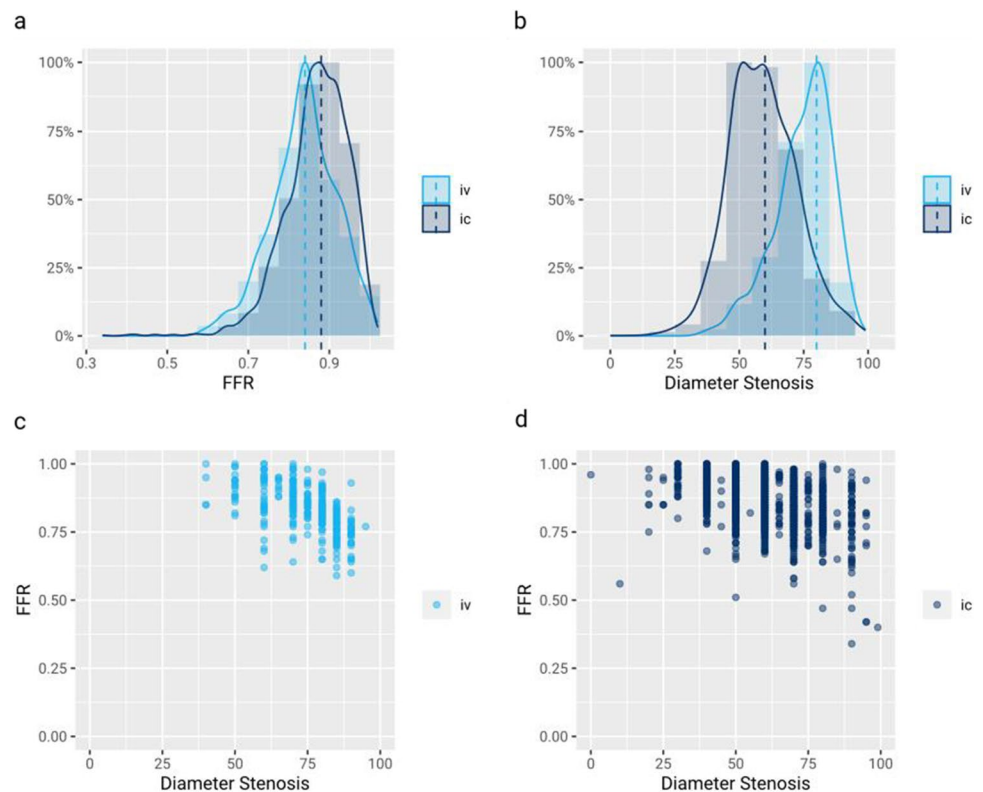 a
100%
75%
50%
25%
0%
0.3 0.5 0.7 0.9
FFR
iv
ic
b
100%
75%
50%
25%
0%
0 25 50 75 100
Diameter Stenosis
iv
ic
c
1.00
0.75
0.50
0.25
0.00
FFR
0 25 50 75 100
Diameter Stenosis
iv
d
1.00
0.75
0.50
0.25
0.00
FFR
0 25 50 75 100
Diameter Stenosis
ic